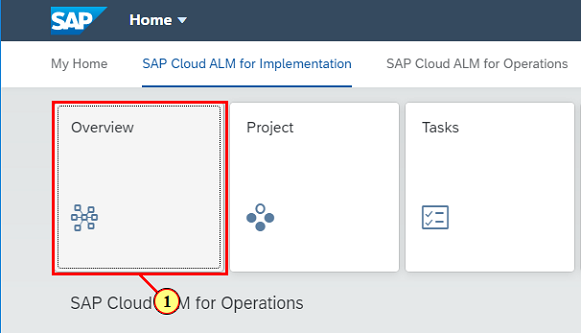 SAP Home
My Home SAP Cloud ALM for Implementation SAP Cloud ALM for Operations
Overview Project Tasks
1
SAP Cloud M for Operations